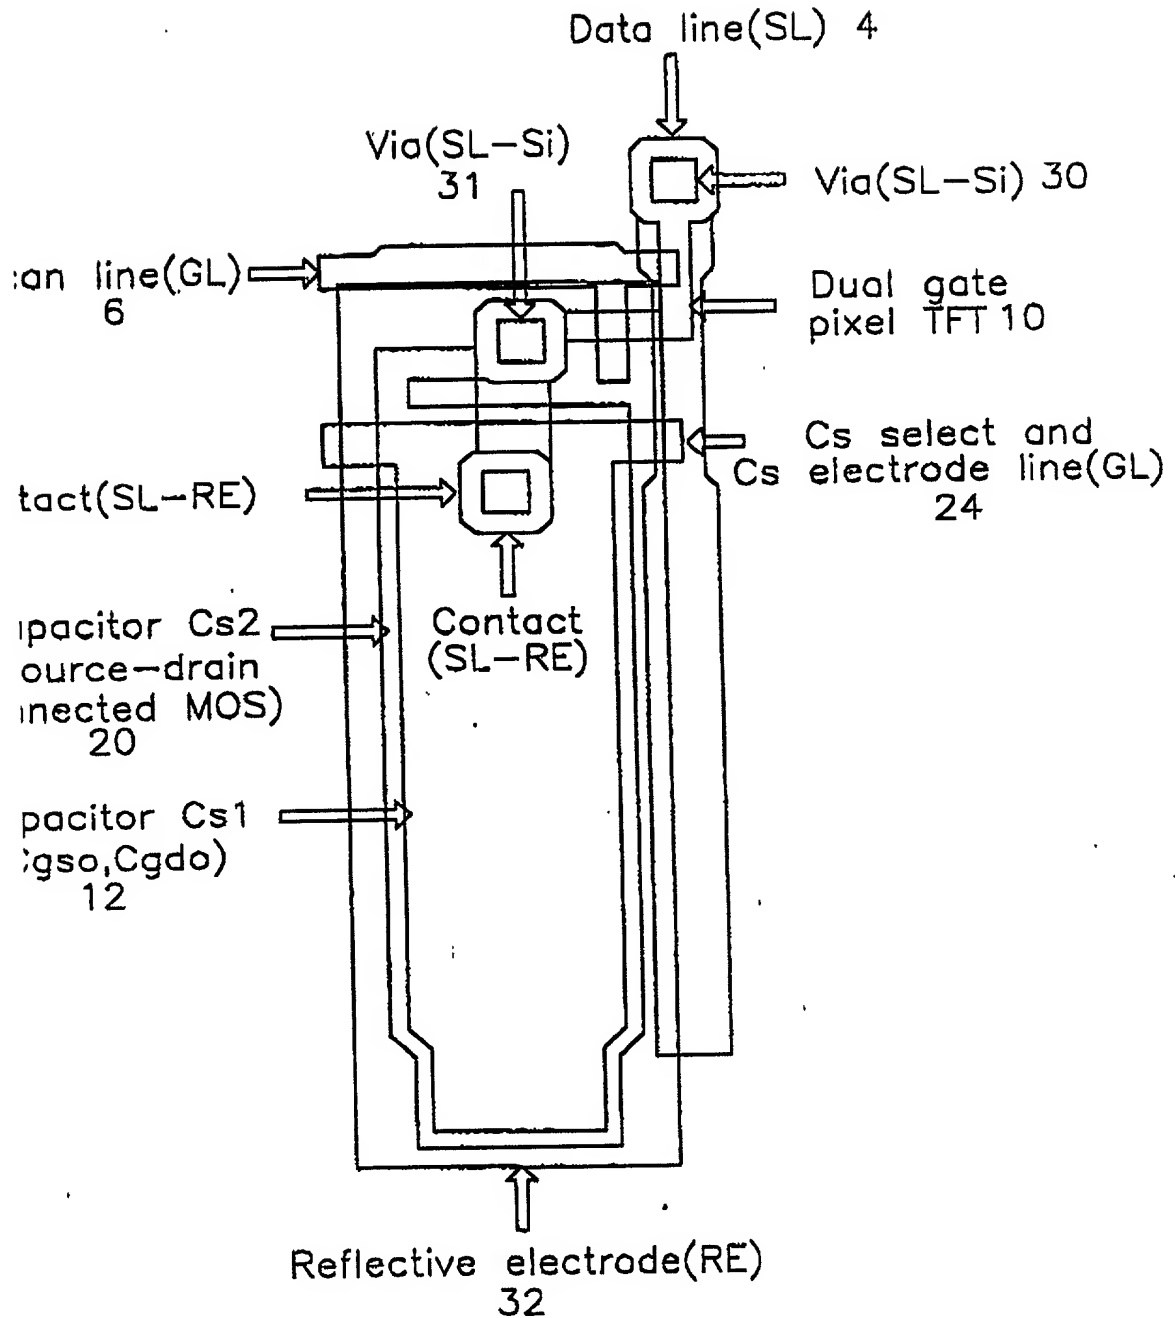 Data line(SL) 4
Via(SL-Si)
31
Via(SL-Si) 30
an line(GL)
6
Dual gate
pixel TFT 10
Cs select and
Cs electrode line(GL)
24
tact(SL-RE)
Contact
(SL-RE)
pacitor Cs2
ource-drain
nected MOS)
20
pacitor Cs1
gso,Cgdo)
12
Reflective electrode(RE)
32